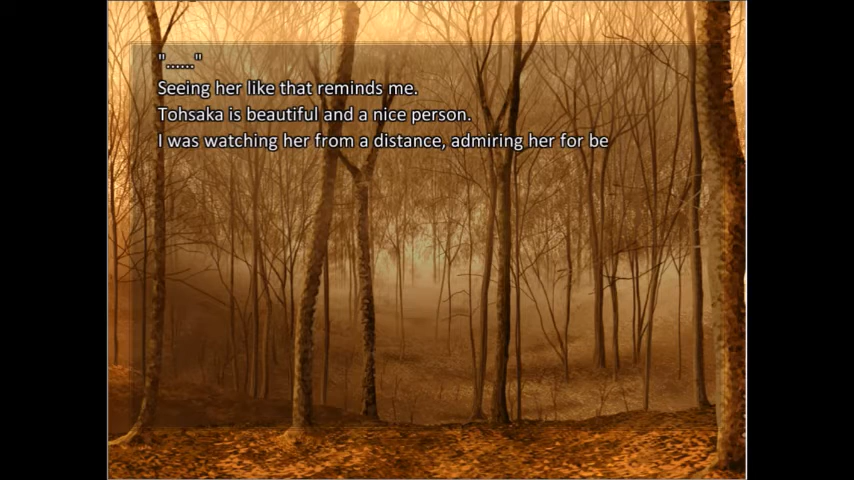 "......"
Seeing her like that reminds me.
Tohsaka is beautiful and a nice person.
I was watching her from a distance, admiring her for be